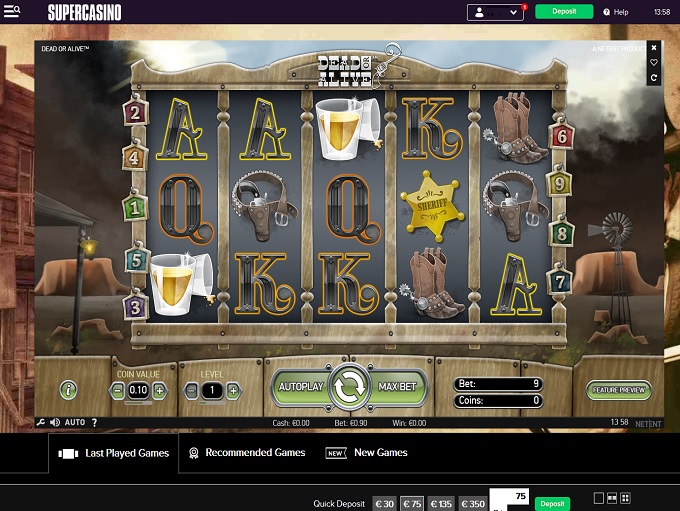 SUPERCASINO
1
Deposit
Help
13:58
DEAD OR ALIVE™
A NETENT PRODUC
DEAD OR
ALIVE
2
4
1
5
3
A A K
Q Q SHERIFF
K K A
6
9
8
7
COIN VALUE
0.10
LEVEL
1
AUTOPLAY
MAX BET
Bet: 9
Coins: 0
FEATURE PREVIEW
AUTO ?
Cash: €0.00 Bet: €0.90 Win: €0.00
13 58 NETENT
Last Played Games
Recommended Games
NEW New Games
Quick Deposit € 30 € 75 € 135 € 350 75 Deposit